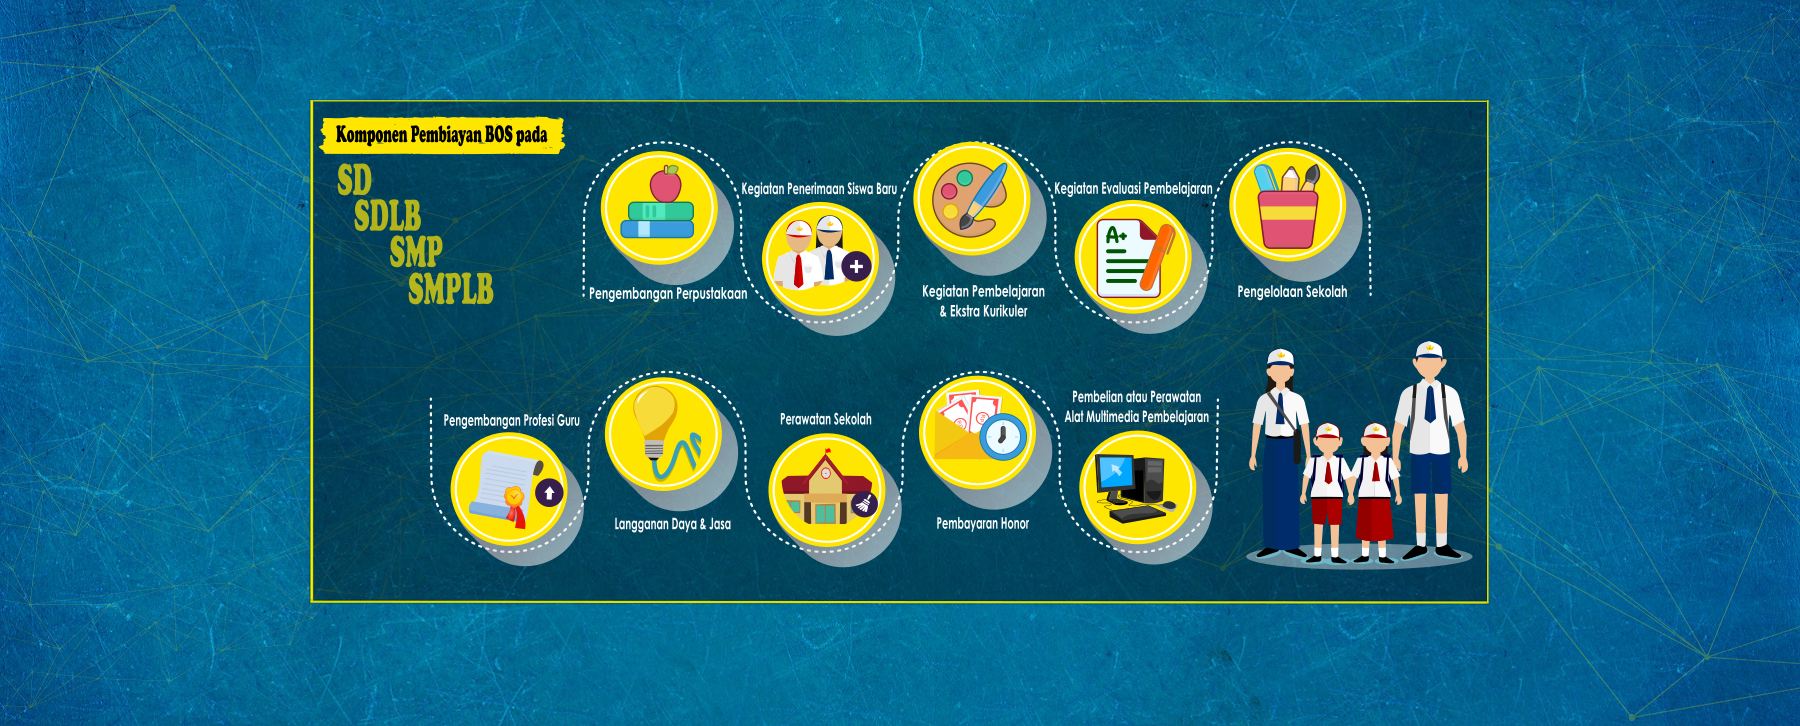 Komponen Pembiayan BOS pada
SD
SDLB
SMP
SMPLB
Pengembangan Perpustakaan
Kegiatan Penerimaan Siswa Baru
Kegiatan Pembelajaran
& Ekstra Kurikuler
Kegiatan Evaluasi Pembelajaran
A+
Pengelolaan Sekolah
Pengembangan Profesi Guru
Langganan Daya & Jasa
Perawatan Sekolah
Pembayaran Honor
Pembelian atau Perawatan
Alat Multimedia Pembelajaran